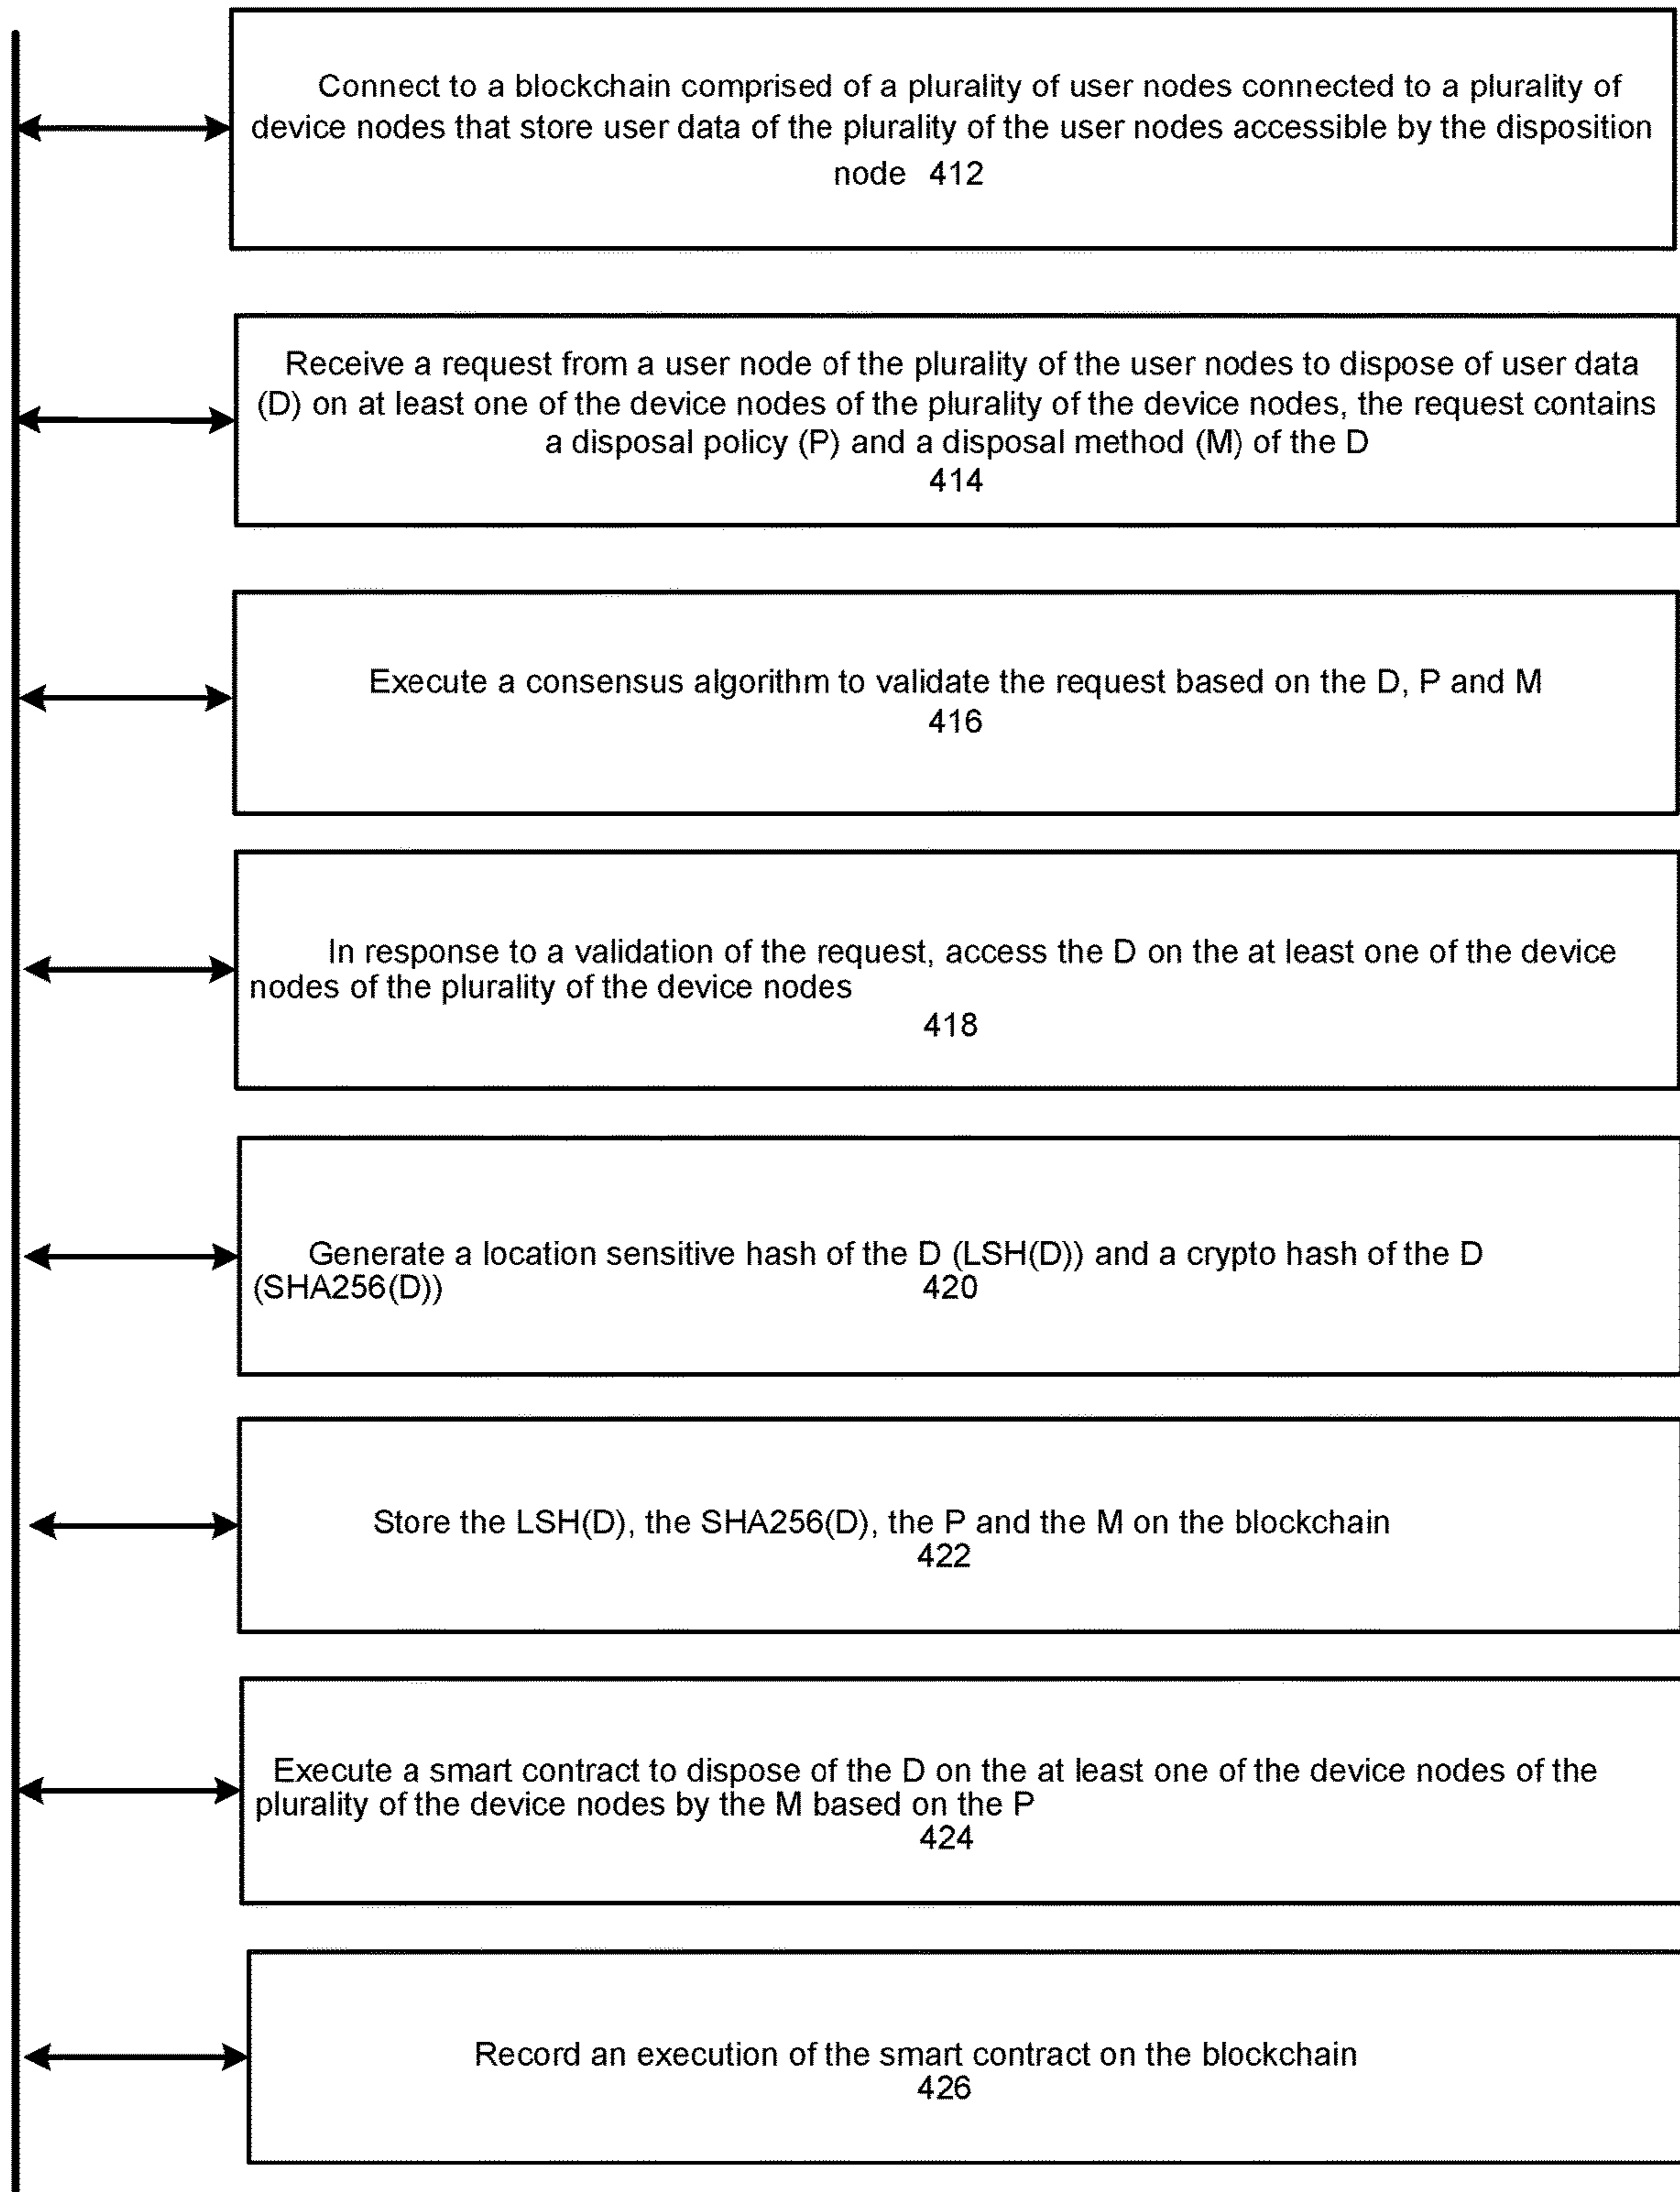 Connect to a blockchain comprised of a plurality of user nodes connected to a plurality of
device nodes that store user data of the plurality of the user nodes accessible by the disposition
node 412
Receive a request from a user node of the plurality of the user nodes to dispose of user data
(D) on at least one of the device nodes of the plurality of the device nodes, the request contains
a disposal policy (P) and a disposal method (M) of the D
414
Execute a consensus algorithm to validate the request based on the D, P and M
416
In response to a validation of the request, access the D on the at least one of the device
nodes of the plurality of the device nodes
418
Generate a location sensitive hash of the D (LSH(D)) and a crypto hash of the D
(SHA256(D)) 420
Store the LSH(D), the SHA256(D), the P and the M on the blockchain
422
Execute a smart contract to dispose of the D on the at least one of the device nodes of the
plurality of the device nodes by the M based on the P
424
Record an execution of the smart contract on the blockchain
426